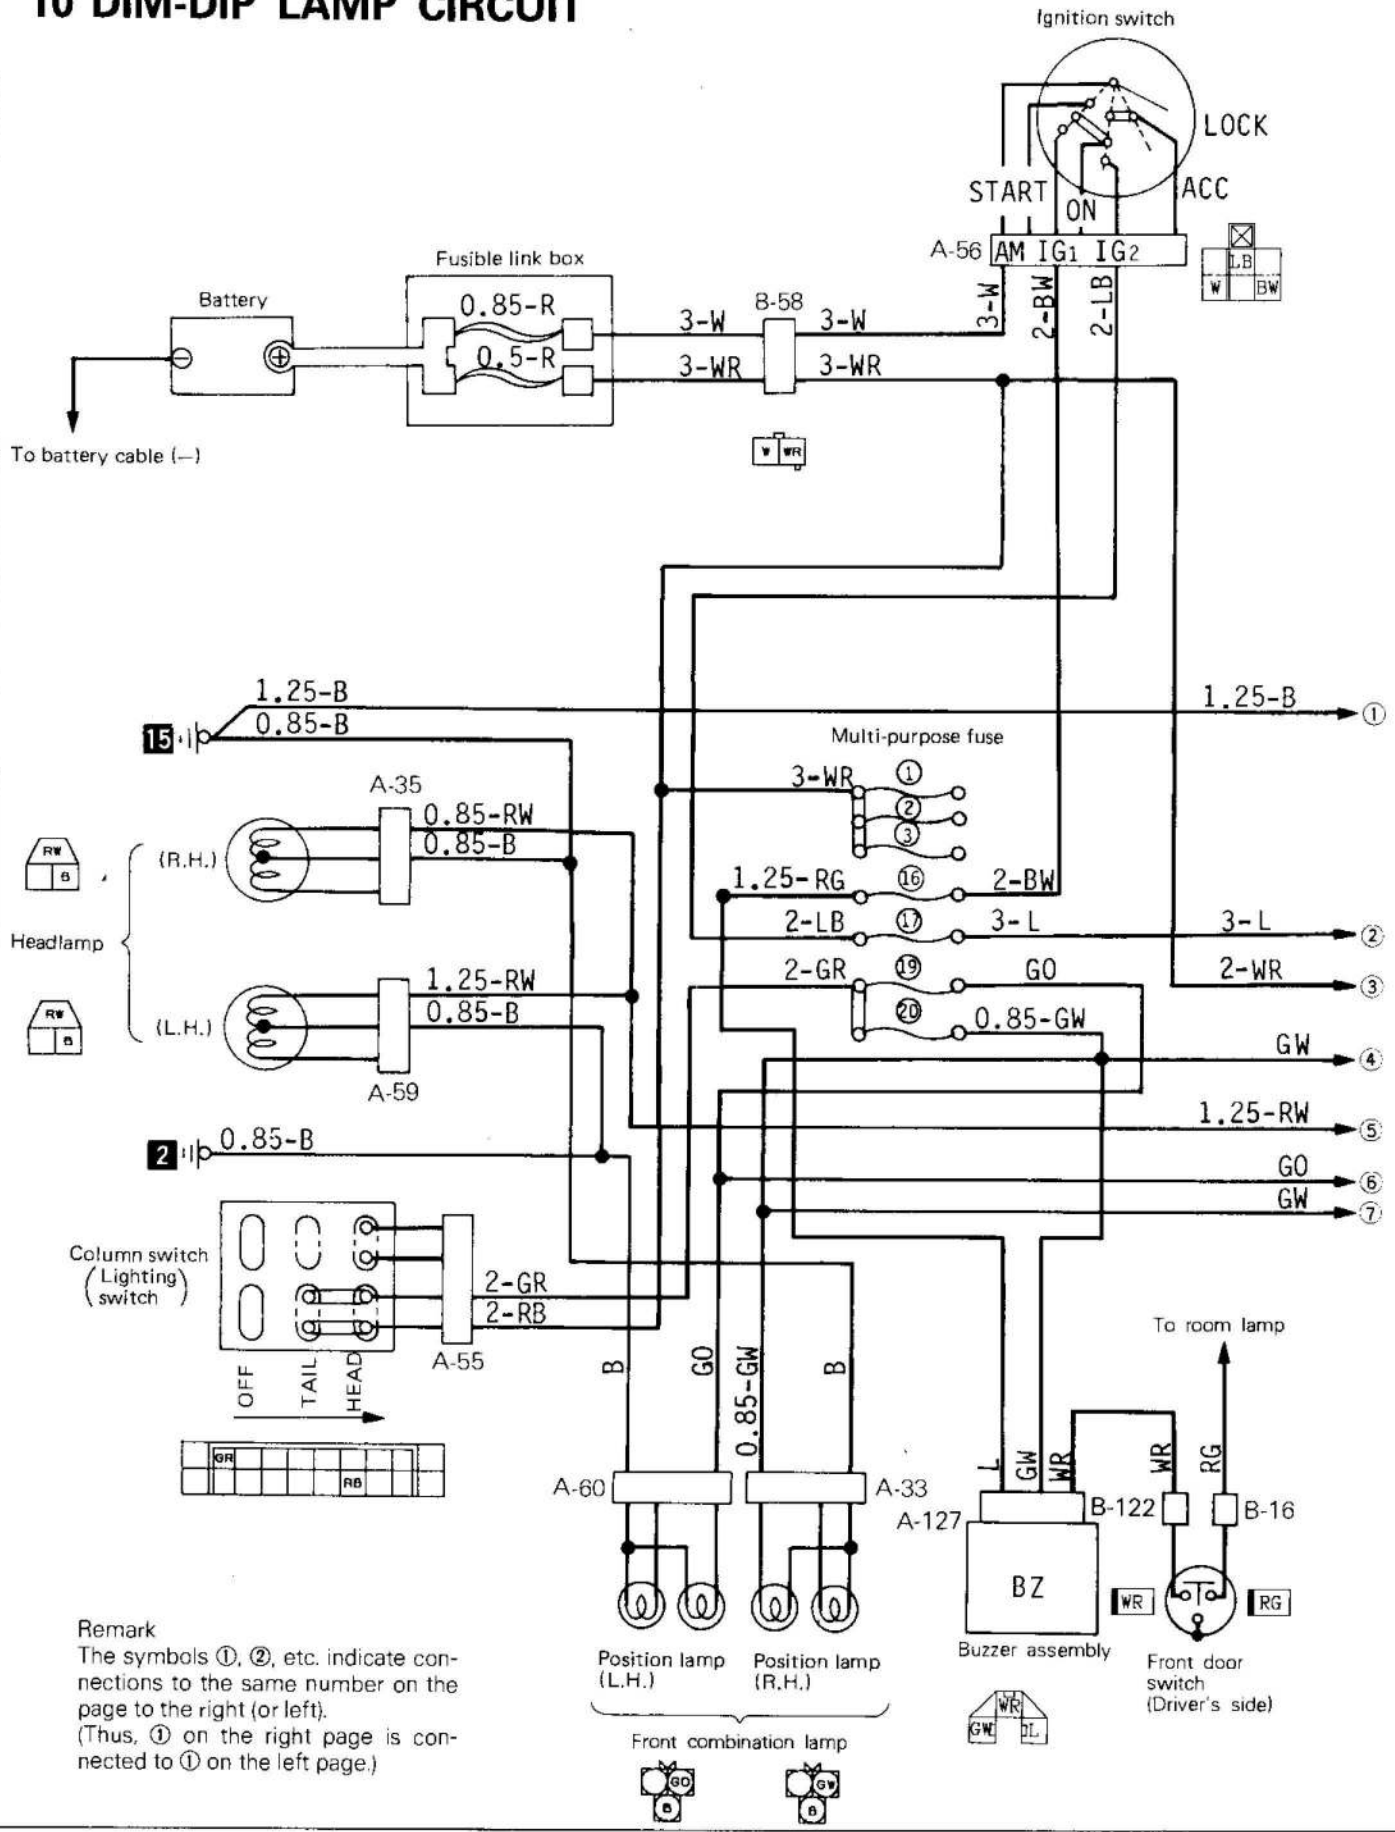 10 DIM-DIP LAMP CIRCUIT
Ignition switch
LOCK
START
ACC
ON
A-56
AM IG1 IG2
LB
W BW
Fusible link box
Battery
0.85-R
0.5-R
3-W
3-WR
B-58
3-W
3-WR
3-W
2-BW
2-LB
⊖
⊕
To battery cable (—)
W WR
1.25-B
0.85-B
15
1.25-B
①
Multi-purpose fuse
A-35
3-WR
①
②
③
0.85-RW
0.85-B
RW
B
(R.H.)
1.25-RG
⑯
2-BW
2-LB
⑰
3-L
3-L
②
Headlamp
2-GR
⑲
GO
2-WR
③
1.25-RW
0.85-B
RW
B
(L.H.)
⑳
0.85-GW
GW
④
A-59
1.25-RW
⑤
2
0.85-B
GO
⑥
GW
⑦
Column switch
(Lighting switch)
2-GR
2-RB
A-55
OFF
TAIL
HEAD
B
GO
0.85-GW
B
To room lamp
GR
RB
L
GW
WR
WR
RG
A-60
A-33
A-127
B-122
B-16
BZ
WR
RG
Buzzer assembly
Front door
switch
(Driver's side)
Position lamp
(L.H.)
Position lamp
(R.H.)
WR
GW L
Front combination lamp
GO
B
GW
B
Remark
The symbols ①, ②, etc. indicate con-
nections to the same number on the
page to the right (or left).
(Thus, ① on the right page is con-
nected to ① on the left page.)